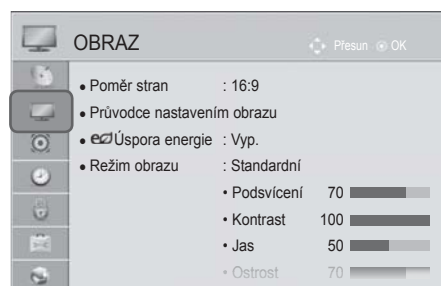 OBRAZ Přesun OK
• Poměr stran : 16:9
• Průvodce nastavením obrazu
• eco Úspora energie : Vyp.
• Režim obrazu : Standardní
• Podsvícení 70
• Kontrast 100
• Jas 50
• Ostrost 70